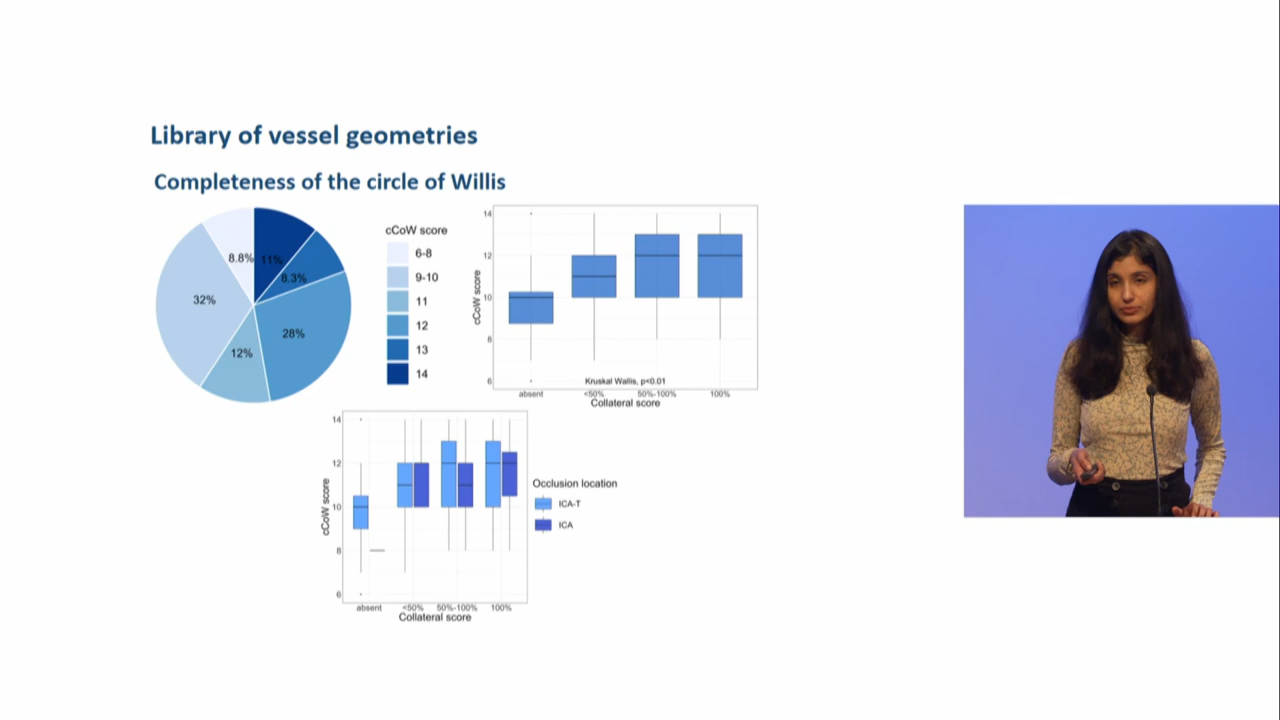 Library of vessel geometries
Completeness of the circle of Willis
8.8%
11%
8.3%
32%
28%
12%
cCoW score
6-8
9-10
11
12
13
14
cCoW score
14
12
10
8
6
Kruskal Wallis, p<0.01
absent <50% 50%-100% 100%
Collateral score
cCoW score
14
12
10
8
6
absent <50% 50%-100% 100%
Collateral score
Occlusion location
ICA-T
ICA